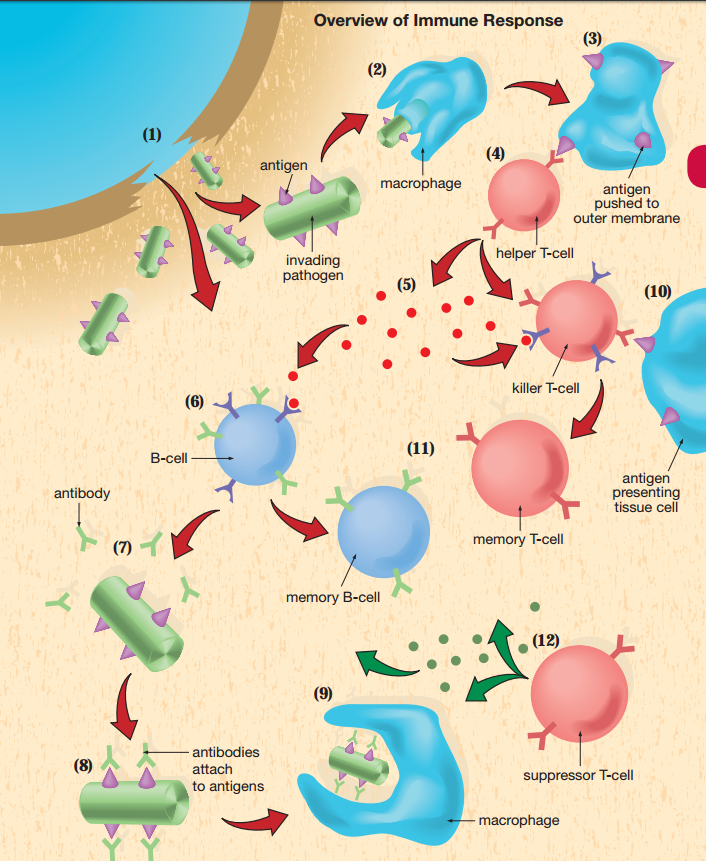 Overview of Immune Response
(1)
(2)
(3)
antigen
macrophage
(4)
antigen
pushed to
outer membrane
invading
pathogen
helper T-cell
(5)
(10)
killer T-cell
(6)
B-cell
(11)
antigen
presenting
tissue cell
antibody
(7)
memory T-cell
memory B-cell
(12)
(9)
(8)
antibodies
attach
to antigens
suppressor T-cell
macrophage